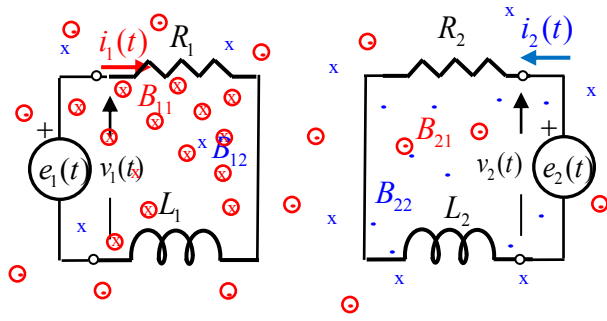 i₁(t) R₁ R₂ i₂(t)
B₁₁ B₂₁
+ +
e₁(t) v₁(t) B₁₂ v₂(t) e₂(t)
B₂₂
L₁ L₂